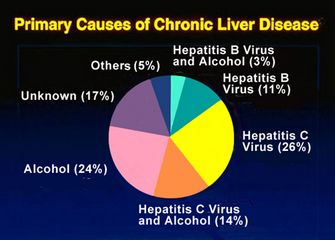 Primary Causes of Chronic Liver Disease
Hepatitis B Virus
and Alcohol (3%)
Others (5%)
Hepatitis B
Virus (11%)
Unknown (17%)
Hepatitis C
Virus (26%)
Alcohol (24%)
Hepatitis C Virus
and Alcohol (14%)